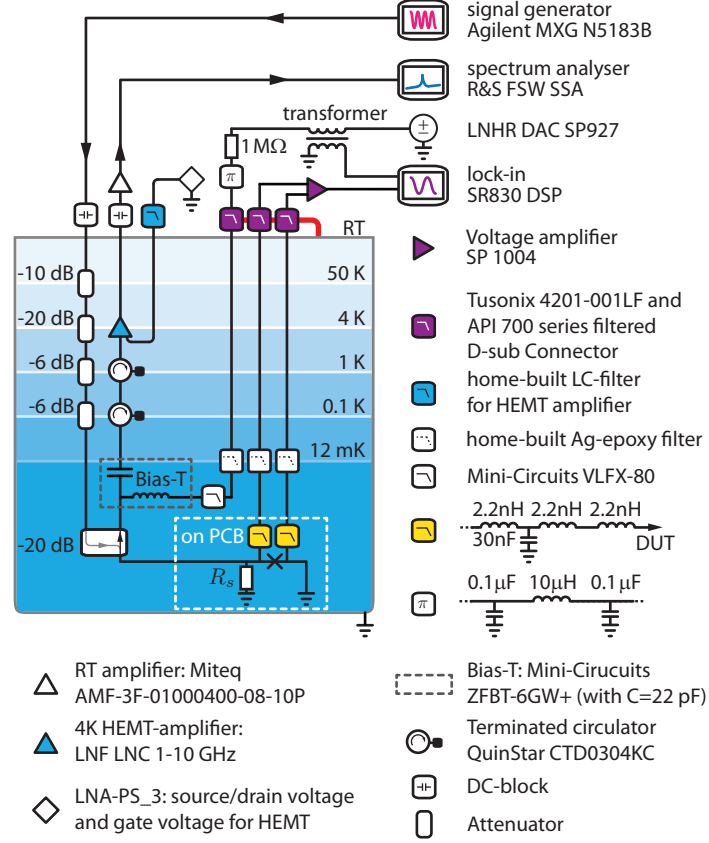 signal generator
Agilent MXG N5183B
spectrum analyser
R&S FSW SSA
transformer
LNHR DAC SP927
1MΩ
π
lock-in
SR830 DSP
RT
Voltage amplifier
SP 1004
-10 dB
50 K
-20 dB
4 K
-6 dB
1 K
-6 dB
0.1 K
12 mK
Bias-T
-20 dB
on PCB
Rs
Tusonix 4201-001LF and
API 700 series filtered
D-sub Connector
home-built LC-filter
for HEMT amplifier
home-built Ag-epoxy filter
Mini-Circuits VLFX-80
2.2nH 2.2nH 2.2nH
30nF
DUT
0.1μF 10μH 0.1μF
π
RT amplifier: Miteq
AMF-3F-01000400-08-10P
4K HEMT-amplifier:
LNF LNC 1-10 GHz
LNA-PS_3: source/drain voltage
and gate voltage for HEMT
Bias-T: Mini-Cirucuits
ZFBT-6GW+ (with C=22 pF)
Terminated circulator
QuinStar CTD0304KC
DC-block
Attenuator